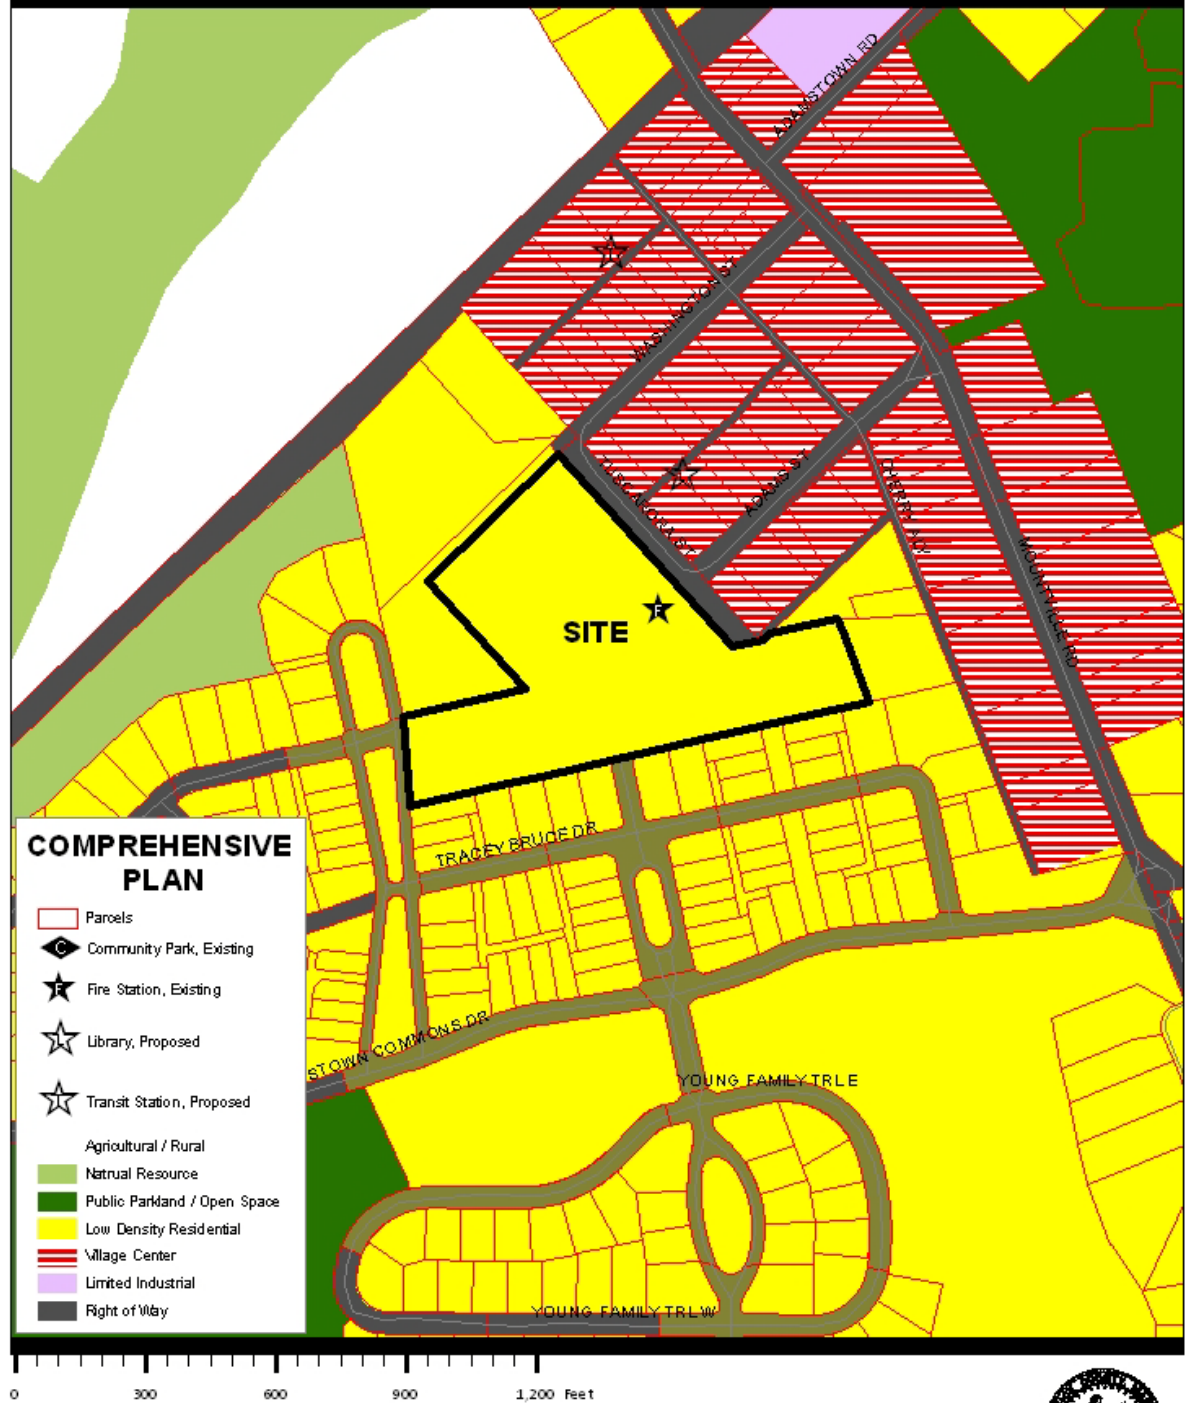 ADAMSTOWN RD
WASHINGTON ST
TUSCARORA ST
ADAMS ST
CHERRY ALY
MOUNTVILLE RD
F
SITE
TRACEY BRUCE DR
STOWN COMMONS DR
YOUNG FAMILY TRL E
YOUNG FAMILY TRL W
COMPREHENSIVE
PLAN
Parcels
C Community Park, Existing
F Fire Station, Existing
L Library, Proposed
T Transit Station, Proposed
Agricultural / Rural
Natrual Resource
Public Parkland / Open Space
Low Density Residential
Village Center
Limited Industrial
Right of Way
0 300 600 900 1,200 Feet